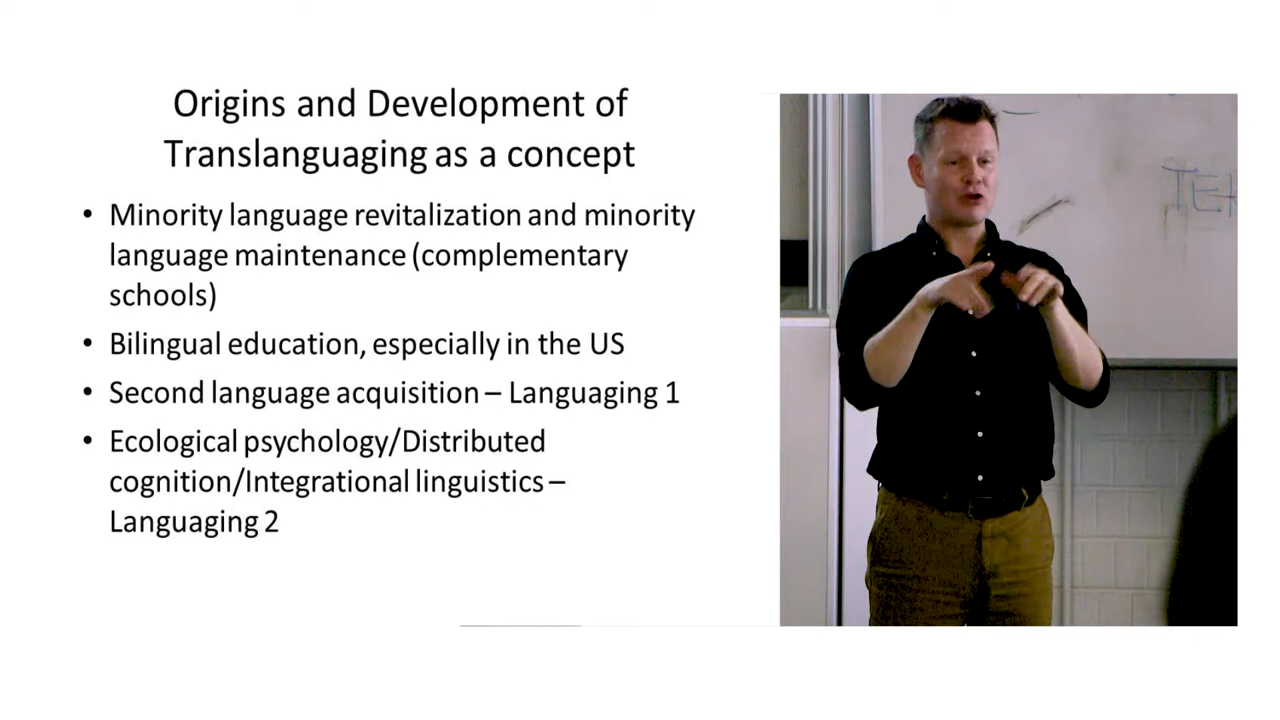 Origins and Development of
Translanguaging as a concept
• Minority language revitalization and minority
language maintenance (complementary
schools)
• Bilingual education, especially in the US
• Second language acquisition – Languaging 1
• Ecological psychology/Distributed
cognition/Integrational linguistics –
Languaging 2